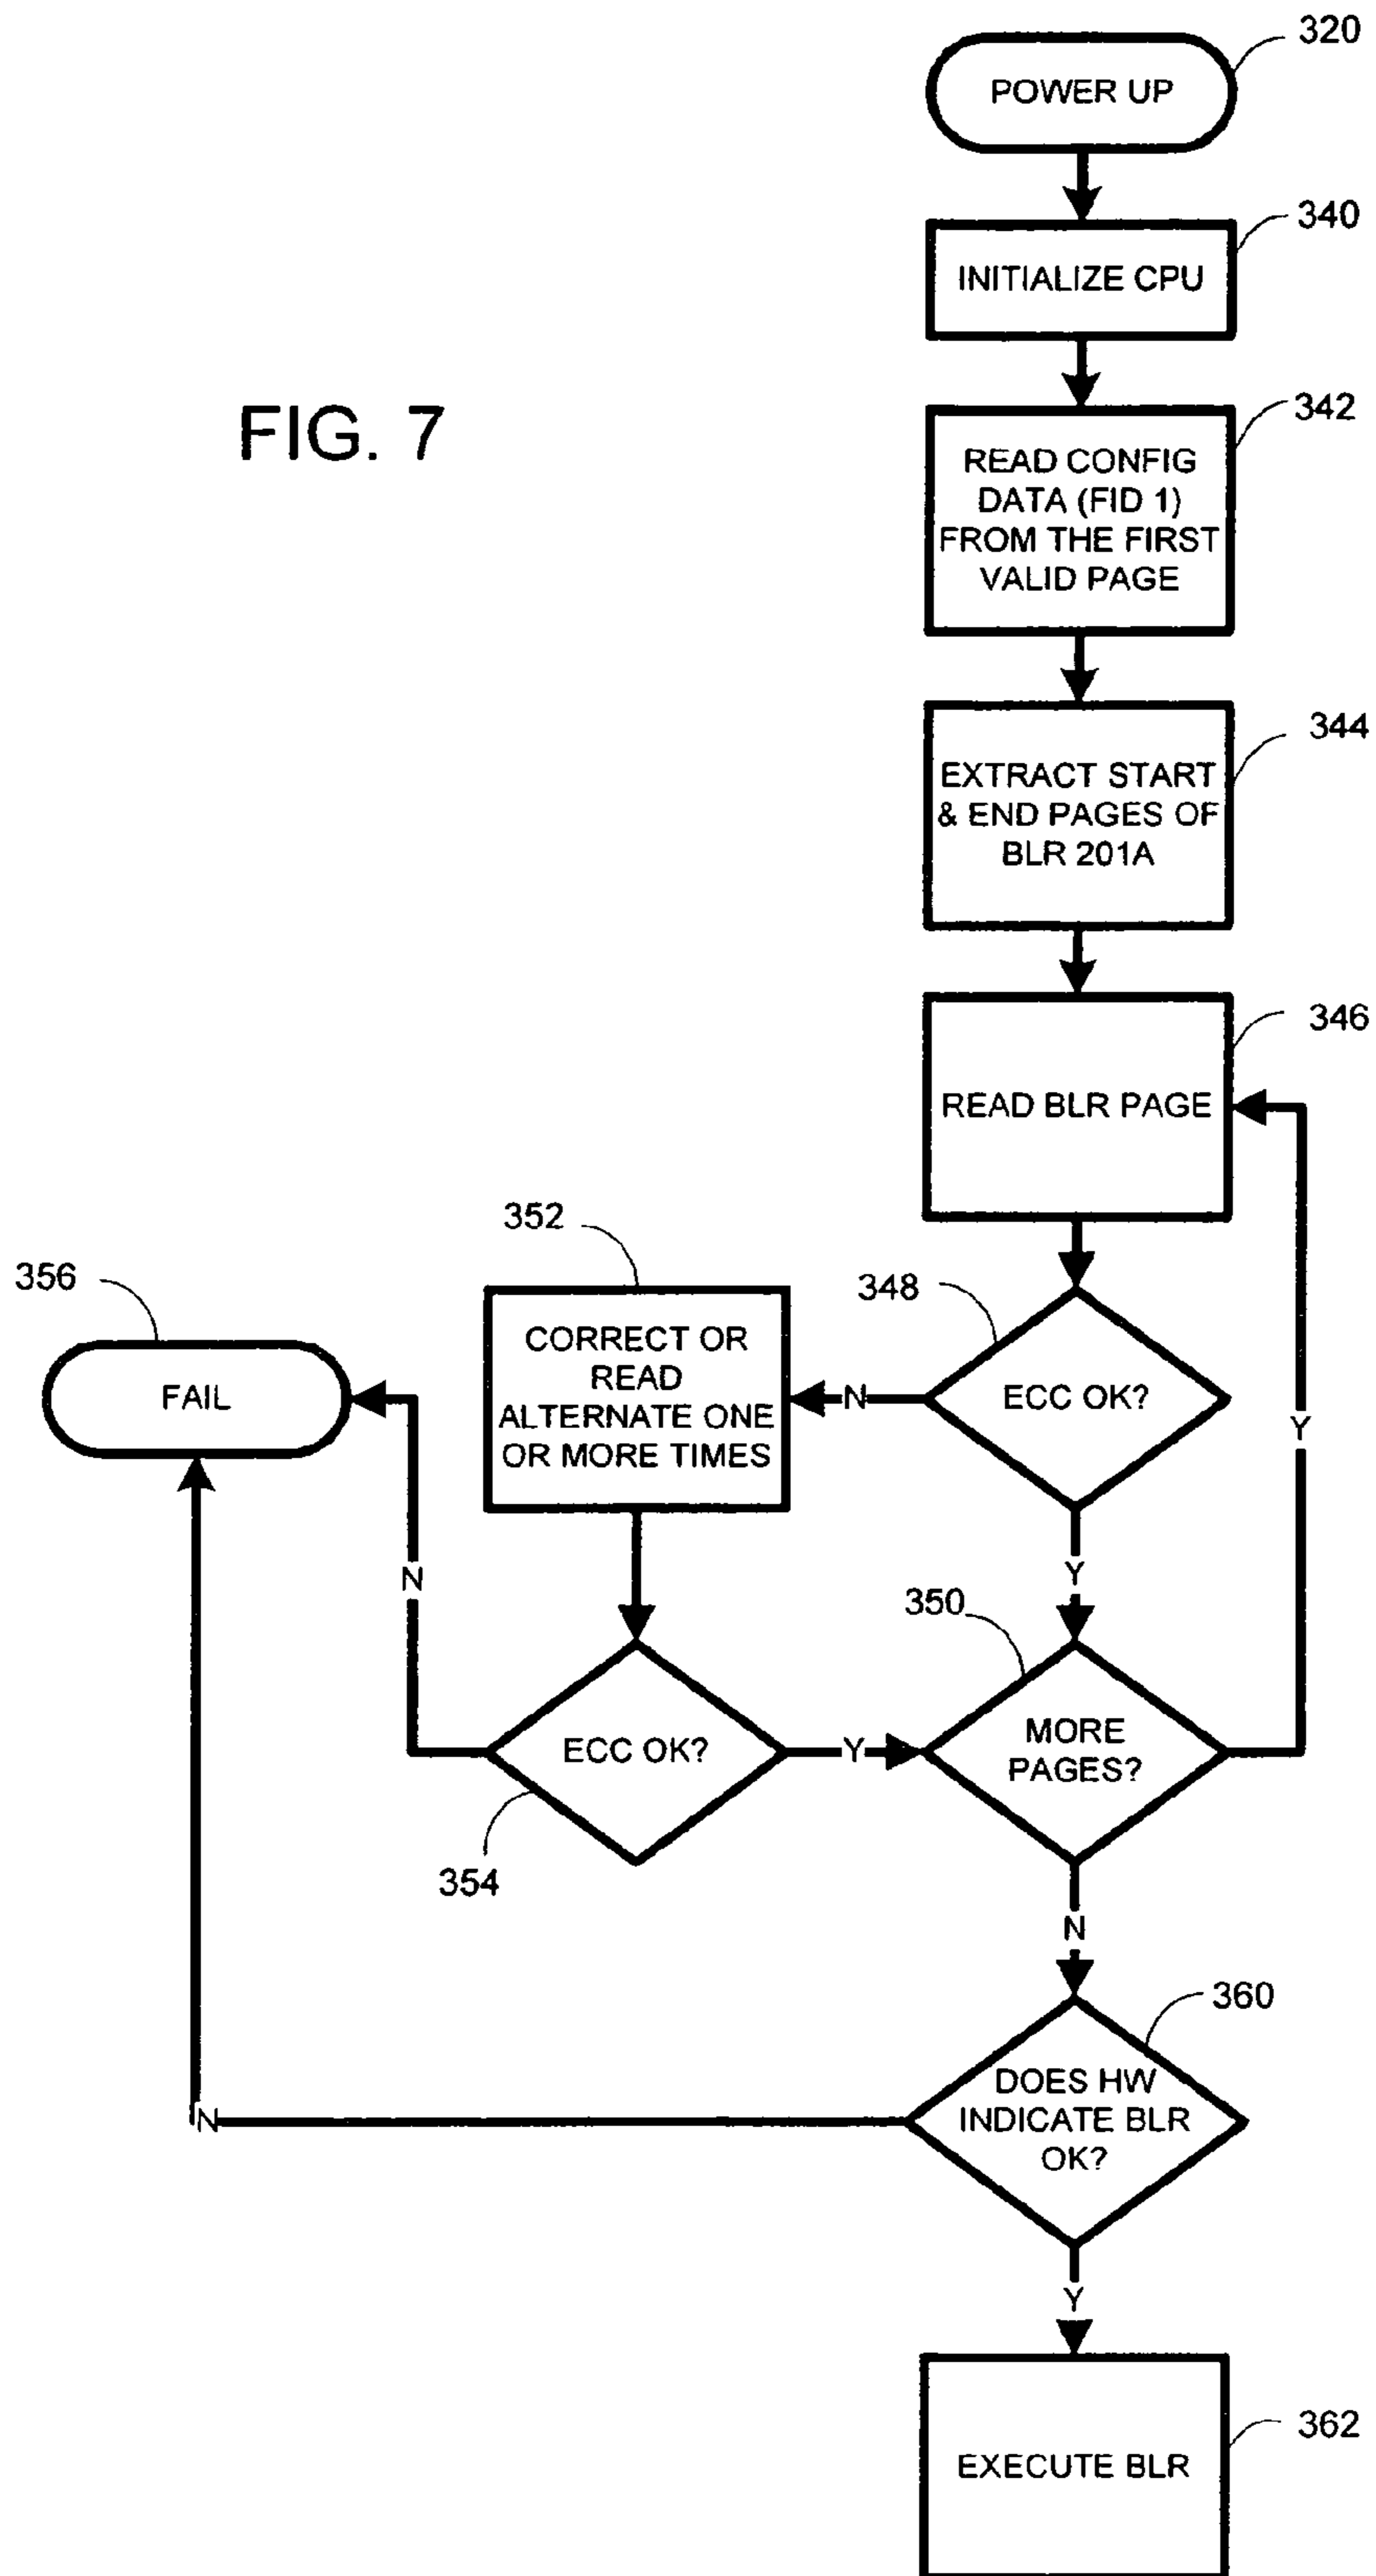 320
POWER UP
340
INITIALIZE CPU
FIG. 7
342
READ CONFIG
DATA (FID 1)
FROM THE FIRST
VALID PAGE
344
EXTRACT START
& END PAGES OF
BLR 201A
346
READ BLR PAGE
352
356
348
CORRECT OR
READ
ALTERNATE ONE
OR MORE TIMES
FAIL
N
ECC OK?
Y
N
Y
350
ECC OK?
Y
MORE
PAGES?
354
N
360
DOES HW
INDICATE BLR
OK?
N
Y
362
EXECUTE BLR